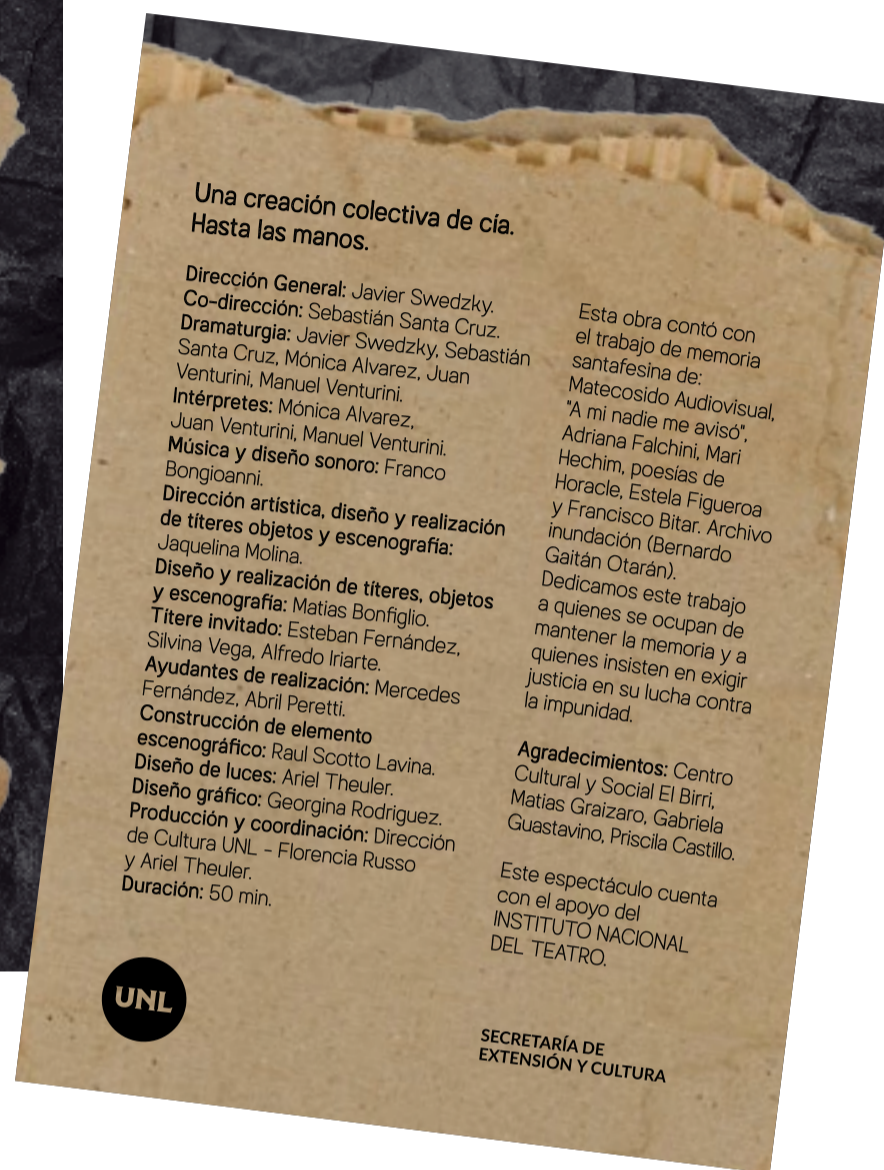 Una creación colectiva de cía.
Hasta las manos.
Dirección General: Javier Swedzky.
Co-dirección: Sebastián Santa Cruz.
Dramaturgia: Javier Swedzky, Sebastián
Santa Cruz, Mónica Alvarez, Juan
Venturini, Manuel Venturini.
Intérpretes: Mónica Alvarez,
Juan Venturini, Manuel Venturini.
Música y diseño sonoro: Franco
Bongioanni.
Dirección artística, diseño y realización
de títeres objetos y escenografía:
Jaquelina Molina.
Diseño y realización de títeres, objetos
y escenografía: Matias Bonfiglio.
Títere invitado: Esteban Fernández,
Silvina Vega, Alfredo Iriarte.
Ayudantes de realización: Mercedes
Fernández, Abril Peretti.
Construcción de elemento
escenográfico: Raul Scotto Lavina.
Diseño de luces: Ariel Theuler.
Diseño gráfico: Georgina Rodriguez.
Producción y coordinación: Dirección
de Cultura UNL - Florencia Russo
y Ariel Theuler.
Duración: 50 min.
Esta obra contó con
el trabajo de memoria
santafesina de:
Matecosido Audiovisual,
"A mi nadie me avisó",
Adriana Falchini, Mari
Hechim, poesías de
Horacle, Estela Figueroa
y Francisco Bitar. Archivo
inundación (Bernardo
Gaitán Otarán).
Dedicamos este trabajo
a quienes se ocupan de
mantener la memoria y a
quienes insisten en exigir
justicia en su lucha contra
la impunidad.
Agradecimientos: Centro
Cultural y Social El Birri,
Matias Graizaro, Gabriela
Guastavino, Priscila Castillo.
Este espectáculo cuenta
con el apoyo del
INSTITUTO NACIONAL
DEL TEATRO.
UNL
SECRETARÍA DE
EXTENSIÓN Y CULTURA